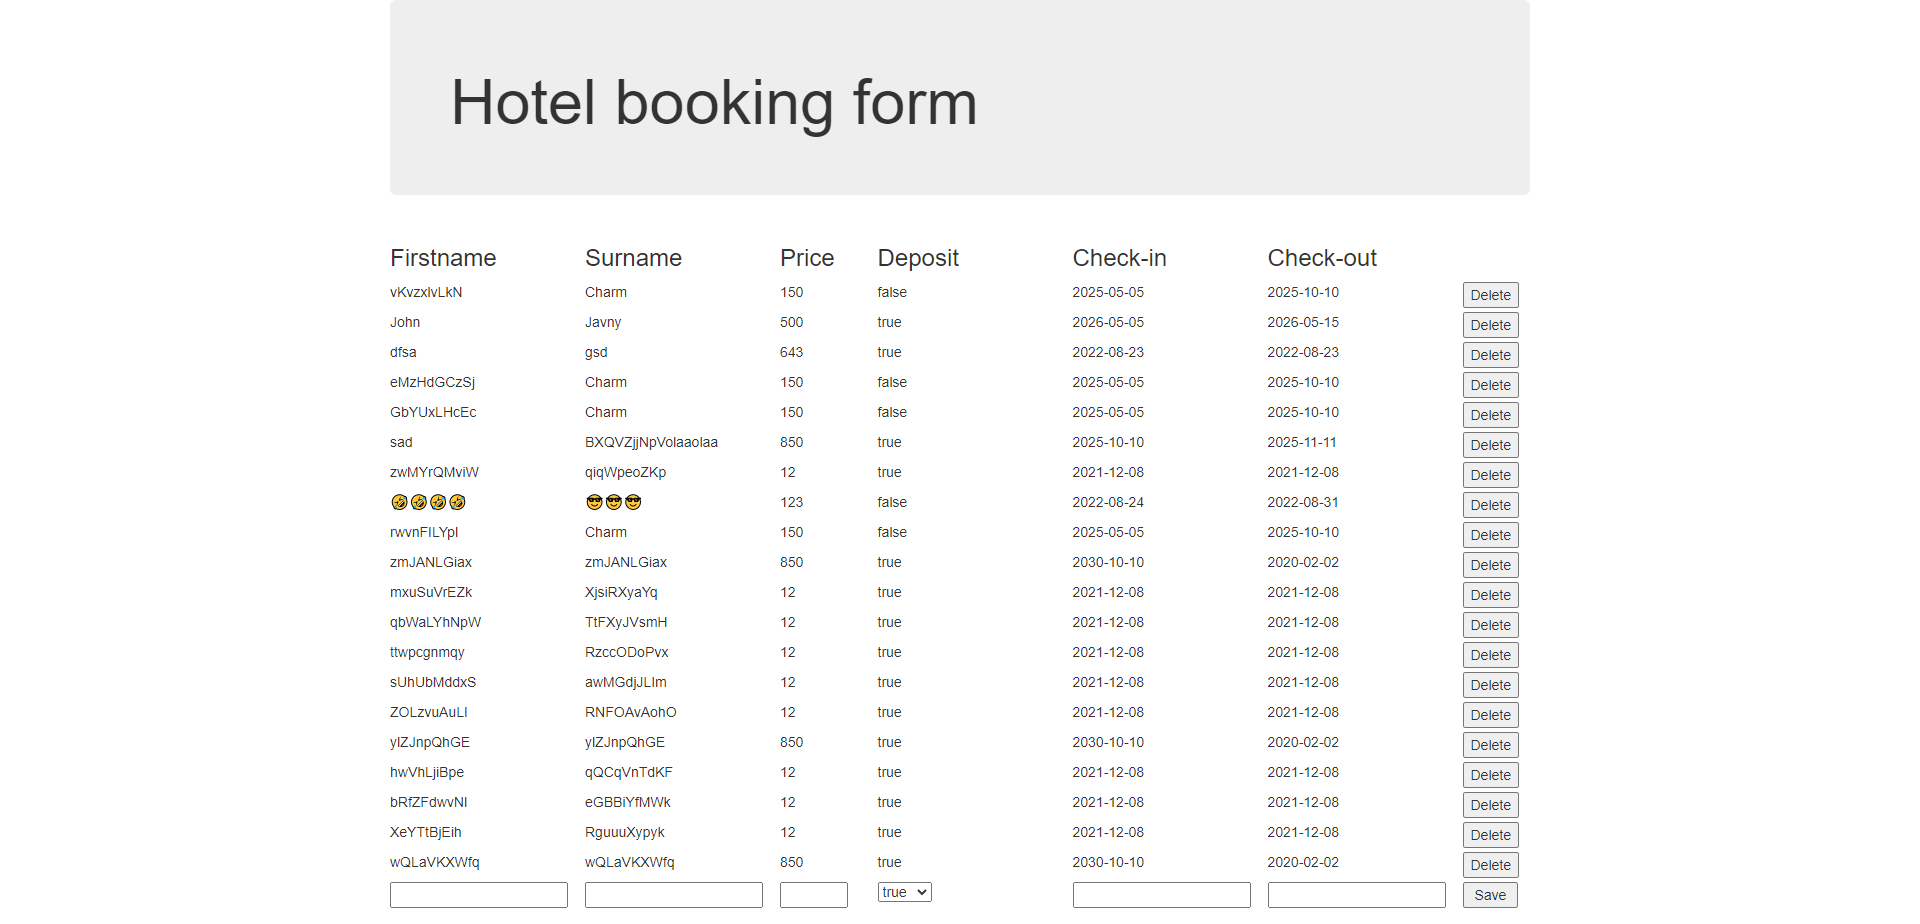 Hotel booking form
Firstname Surname Price Deposit Check-in Check-out
vKvzxlvLkN Charm 150 false 2025-05-05 2025-10-10 Delete
John Javny 500 true 2026-05-05 2026-05-15 Delete
dfsa gsd 643 true 2022-08-23 2022-08-23 Delete
eMzHdGCzSj Charm 150 false 2025-05-05 2025-10-10 Delete
GbYUxLHcEc Charm 150 false 2025-05-05 2025-10-10 Delete
sad BXQVZjjNpVolaaolaa 850 true 2025-10-10 2025-11-11 Delete
zwMYrQMviW qiqWpeoZKp 12 true 2021-12-08 2021-12-08 Delete
🤣🤣🤣🤣 😎😎😎 123 false 2022-08-24 2022-08-31 Delete
rwvnFILYpI Charm 150 false 2025-05-05 2025-10-10 Delete
zmJANLGiax zmJANLGiax 850 true 2030-10-10 2020-02-02 Delete
mxuSuVrEZk XjsiRXyaYq 12 true 2021-12-08 2021-12-08 Delete
qbWaLYhNpW TtFXyJVsmH 12 true 2021-12-08 2021-12-08 Delete
ttwpcgnmqy RzccODoPvx 12 true 2021-12-08 2021-12-08 Delete
sUhUbMddxS awMGdjJLIm 12 true 2021-12-08 2021-12-08 Delete
ZOLzvuAuLI RNFOAvAohO 12 true 2021-12-08 2021-12-08 Delete
yIZJnpQhGE yIZJnpQhGE 850 true 2030-10-10 2020-02-02 Delete
hwVhLjiBpe qQCqVnTdKF 12 true 2021-12-08 2021-12-08 Delete
bRfZFdwvNI eGBBiYfMWk 12 true 2021-12-08 2021-12-08 Delete
XeYTtBjEih RguuuXypyk 12 true 2021-12-08 2021-12-08 Delete
wQLaVKXWfq wQLaVKXWfq 850 true 2030-10-10 2020-02-02 Delete
true Save